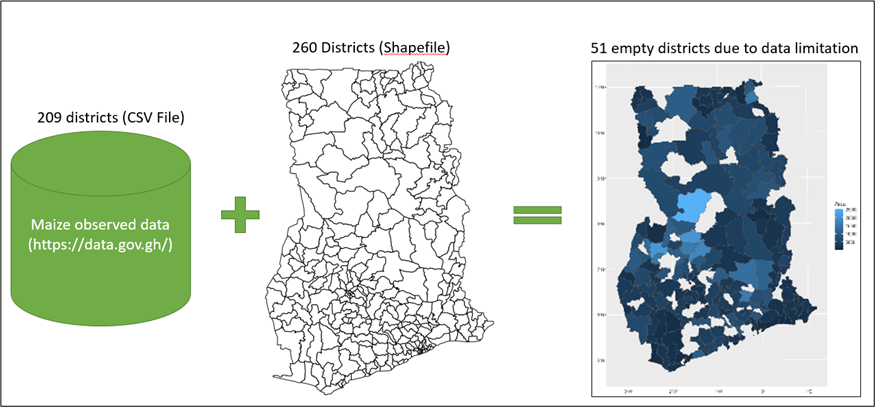 209 districts (CSV File)
Maize observed data
(https://data.gov.gh/)
260 Districts (Shapefile)
51 empty districts due to data limitation